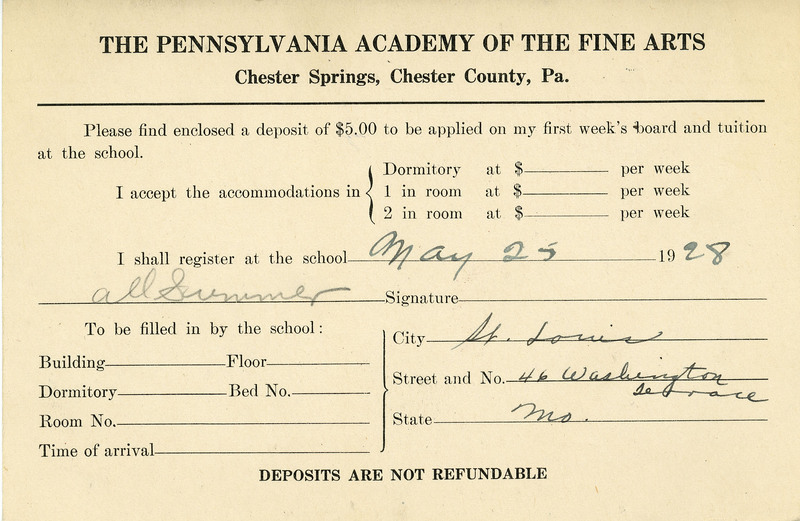 THE PENNSYLVANIA ACADEMY OF THE FINE ARTS
Chester Springs, Chester County, Pa.
Please find enclosed a deposit of $5.00 to be applied on my first week's board and tuition
at the school.
I accept the accommodations in
Dormitory at $ per week
1 in room at $ per week
2 in room at $ per week
I shall register at the school May 25 1928
all Summer Signature
To be filled in by the school:
Building Floor
Dormitory Bed No.
Room No.
Time of arrival
City St. Louis
Street and No. 46 Washington
Terrace
State Mo.
DEPOSITS ARE NOT REFUNDABLE